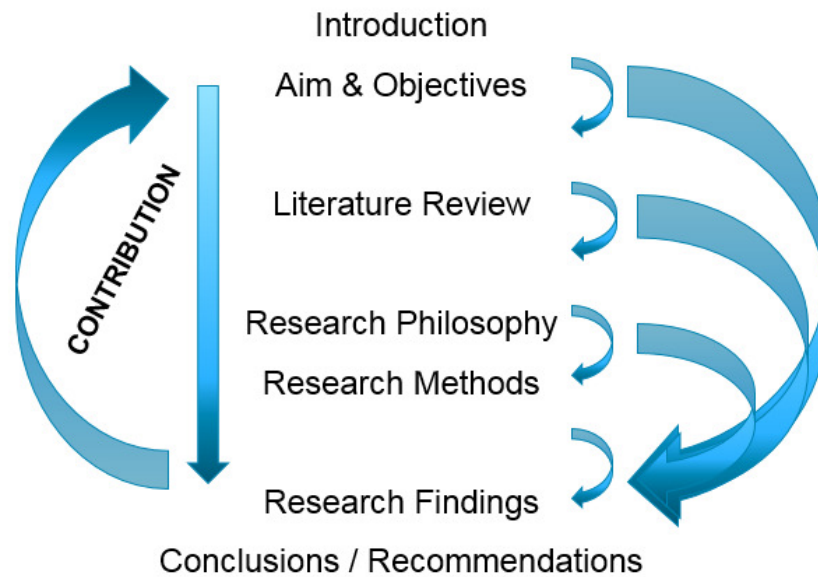 Introduction
Aim & Objectives
Literature Review
CONTRIBUTION
Research Philosophy
Research Methods
Research Findings
Conclusions / Recommendations